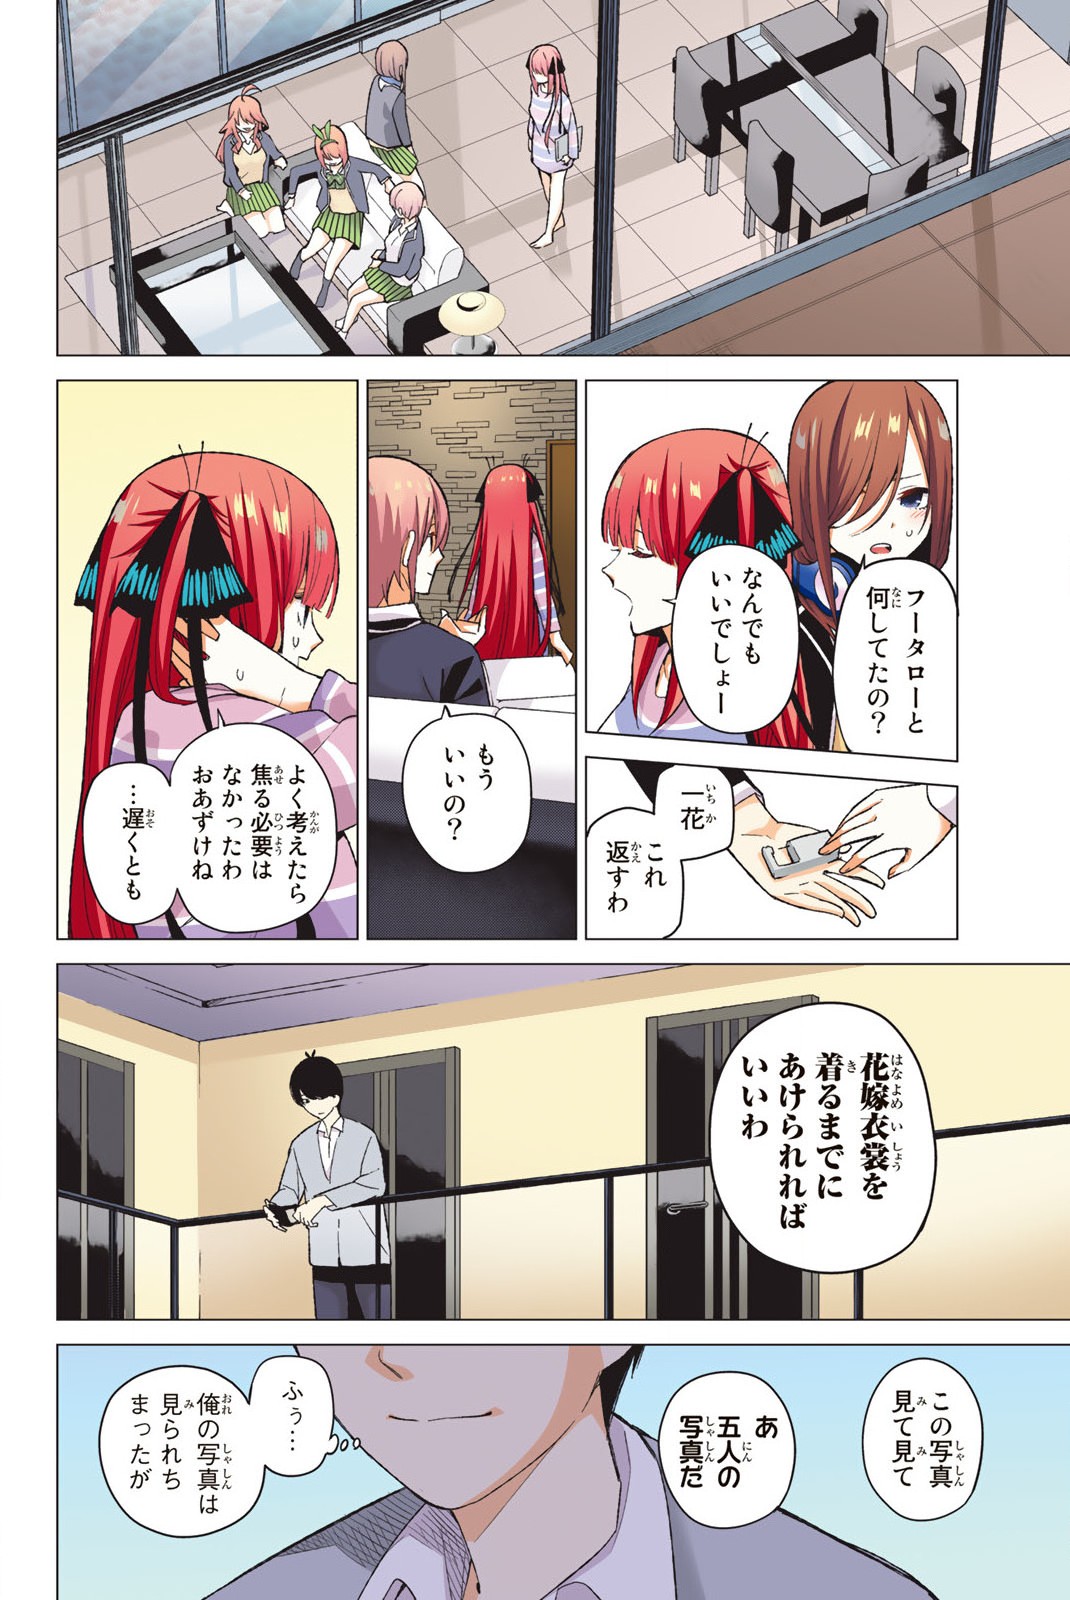 フータローと
何してたの？
なんでも
いいでしょー
一花
これ
返すわ
もう
いいの？
よく考えたら
焦る必要は
なかったわ
おあずけね
…遅くとも
花嫁衣裳を
着るまでに
あけられれば
いいわ
この写真
見て見て
あ
五人の
写真だ
ふぅ…
俺の写真は
見られち
まったが